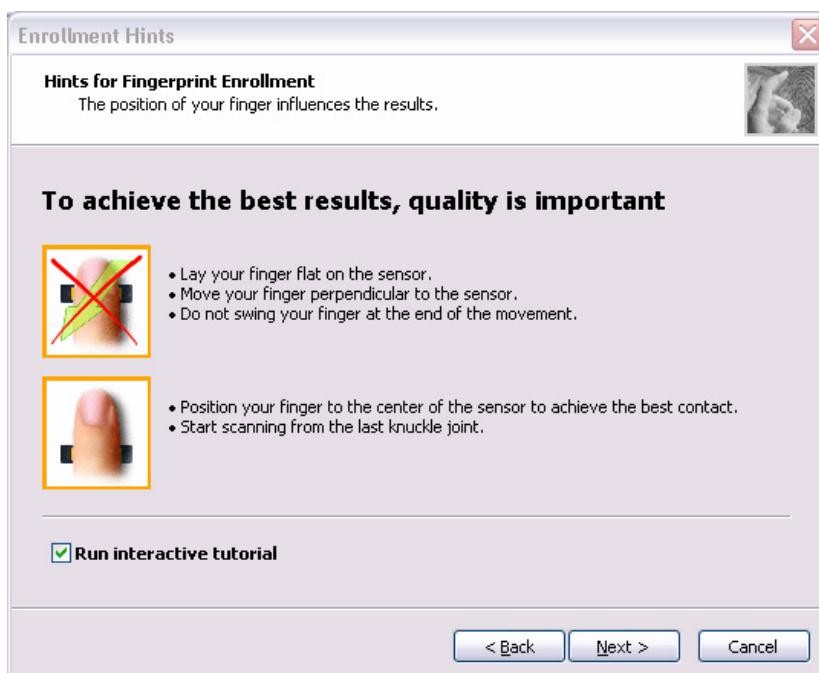 Enrollment Hints
Hints for Fingerprint Enrollment
The position of your finger influences the results.
To achieve the best results, quality is important
• Lay your finger flat on the sensor.
• Move your finger perpendicular to the sensor.
• Do not swing your finger at the end of the movement.
• Position your finger to the center of the sensor to achieve the best contact.
• Start scanning from the last knuckle joint.
Run interactive tutorial
< Back Next > Cancel